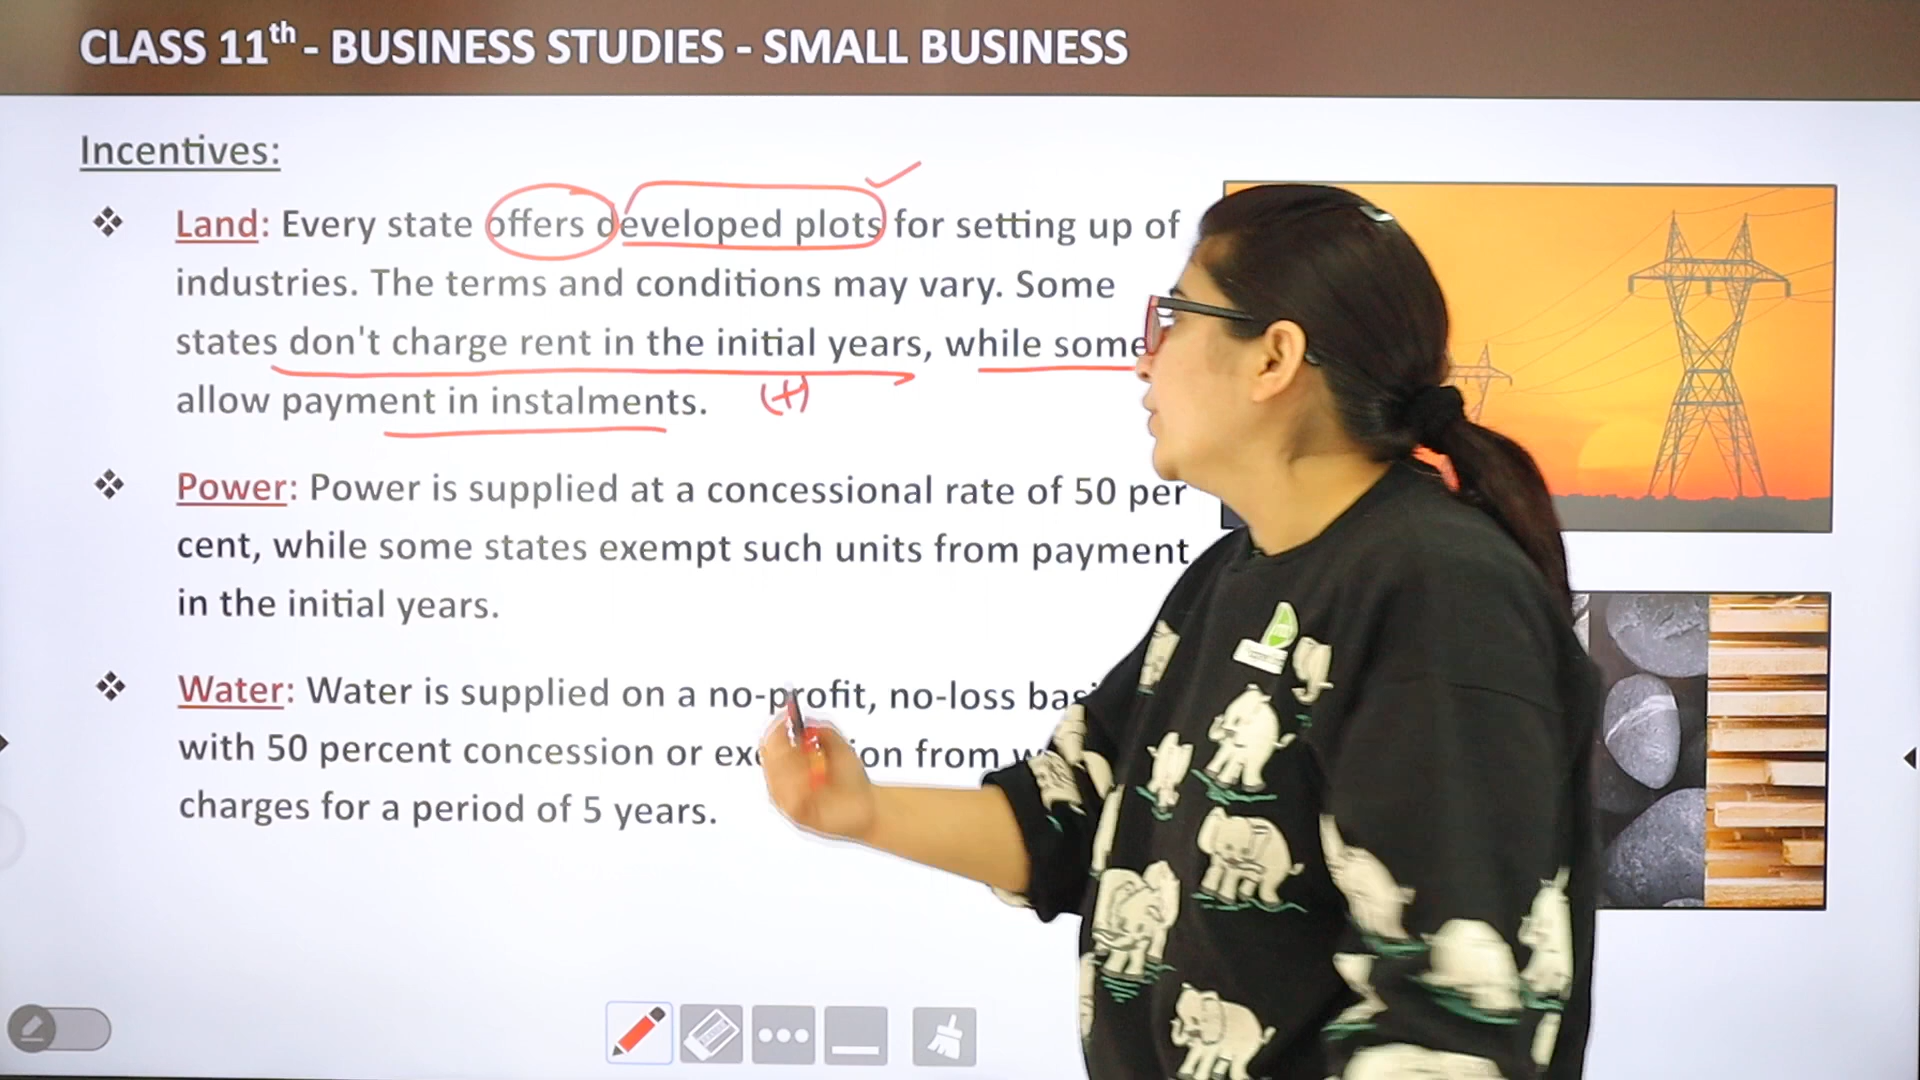 CLASS 11th - BUSINESS STUDIES - SMALL BUSINESS
Incentives:
❖ Land: Every state offers developed plots for setting up of
industries. The terms and conditions may vary. Some
states don't charge rent in the initial years, while some
allow payment in instalments. (+)
❖ Power: Power is supplied at a concessional rate of 50 per
cent, while some states exempt such units from payment
in the initial years.
❖ Water: Water is supplied on a no-profit, no-loss
with 50 percent concession or from
charges for a period of 5 years.